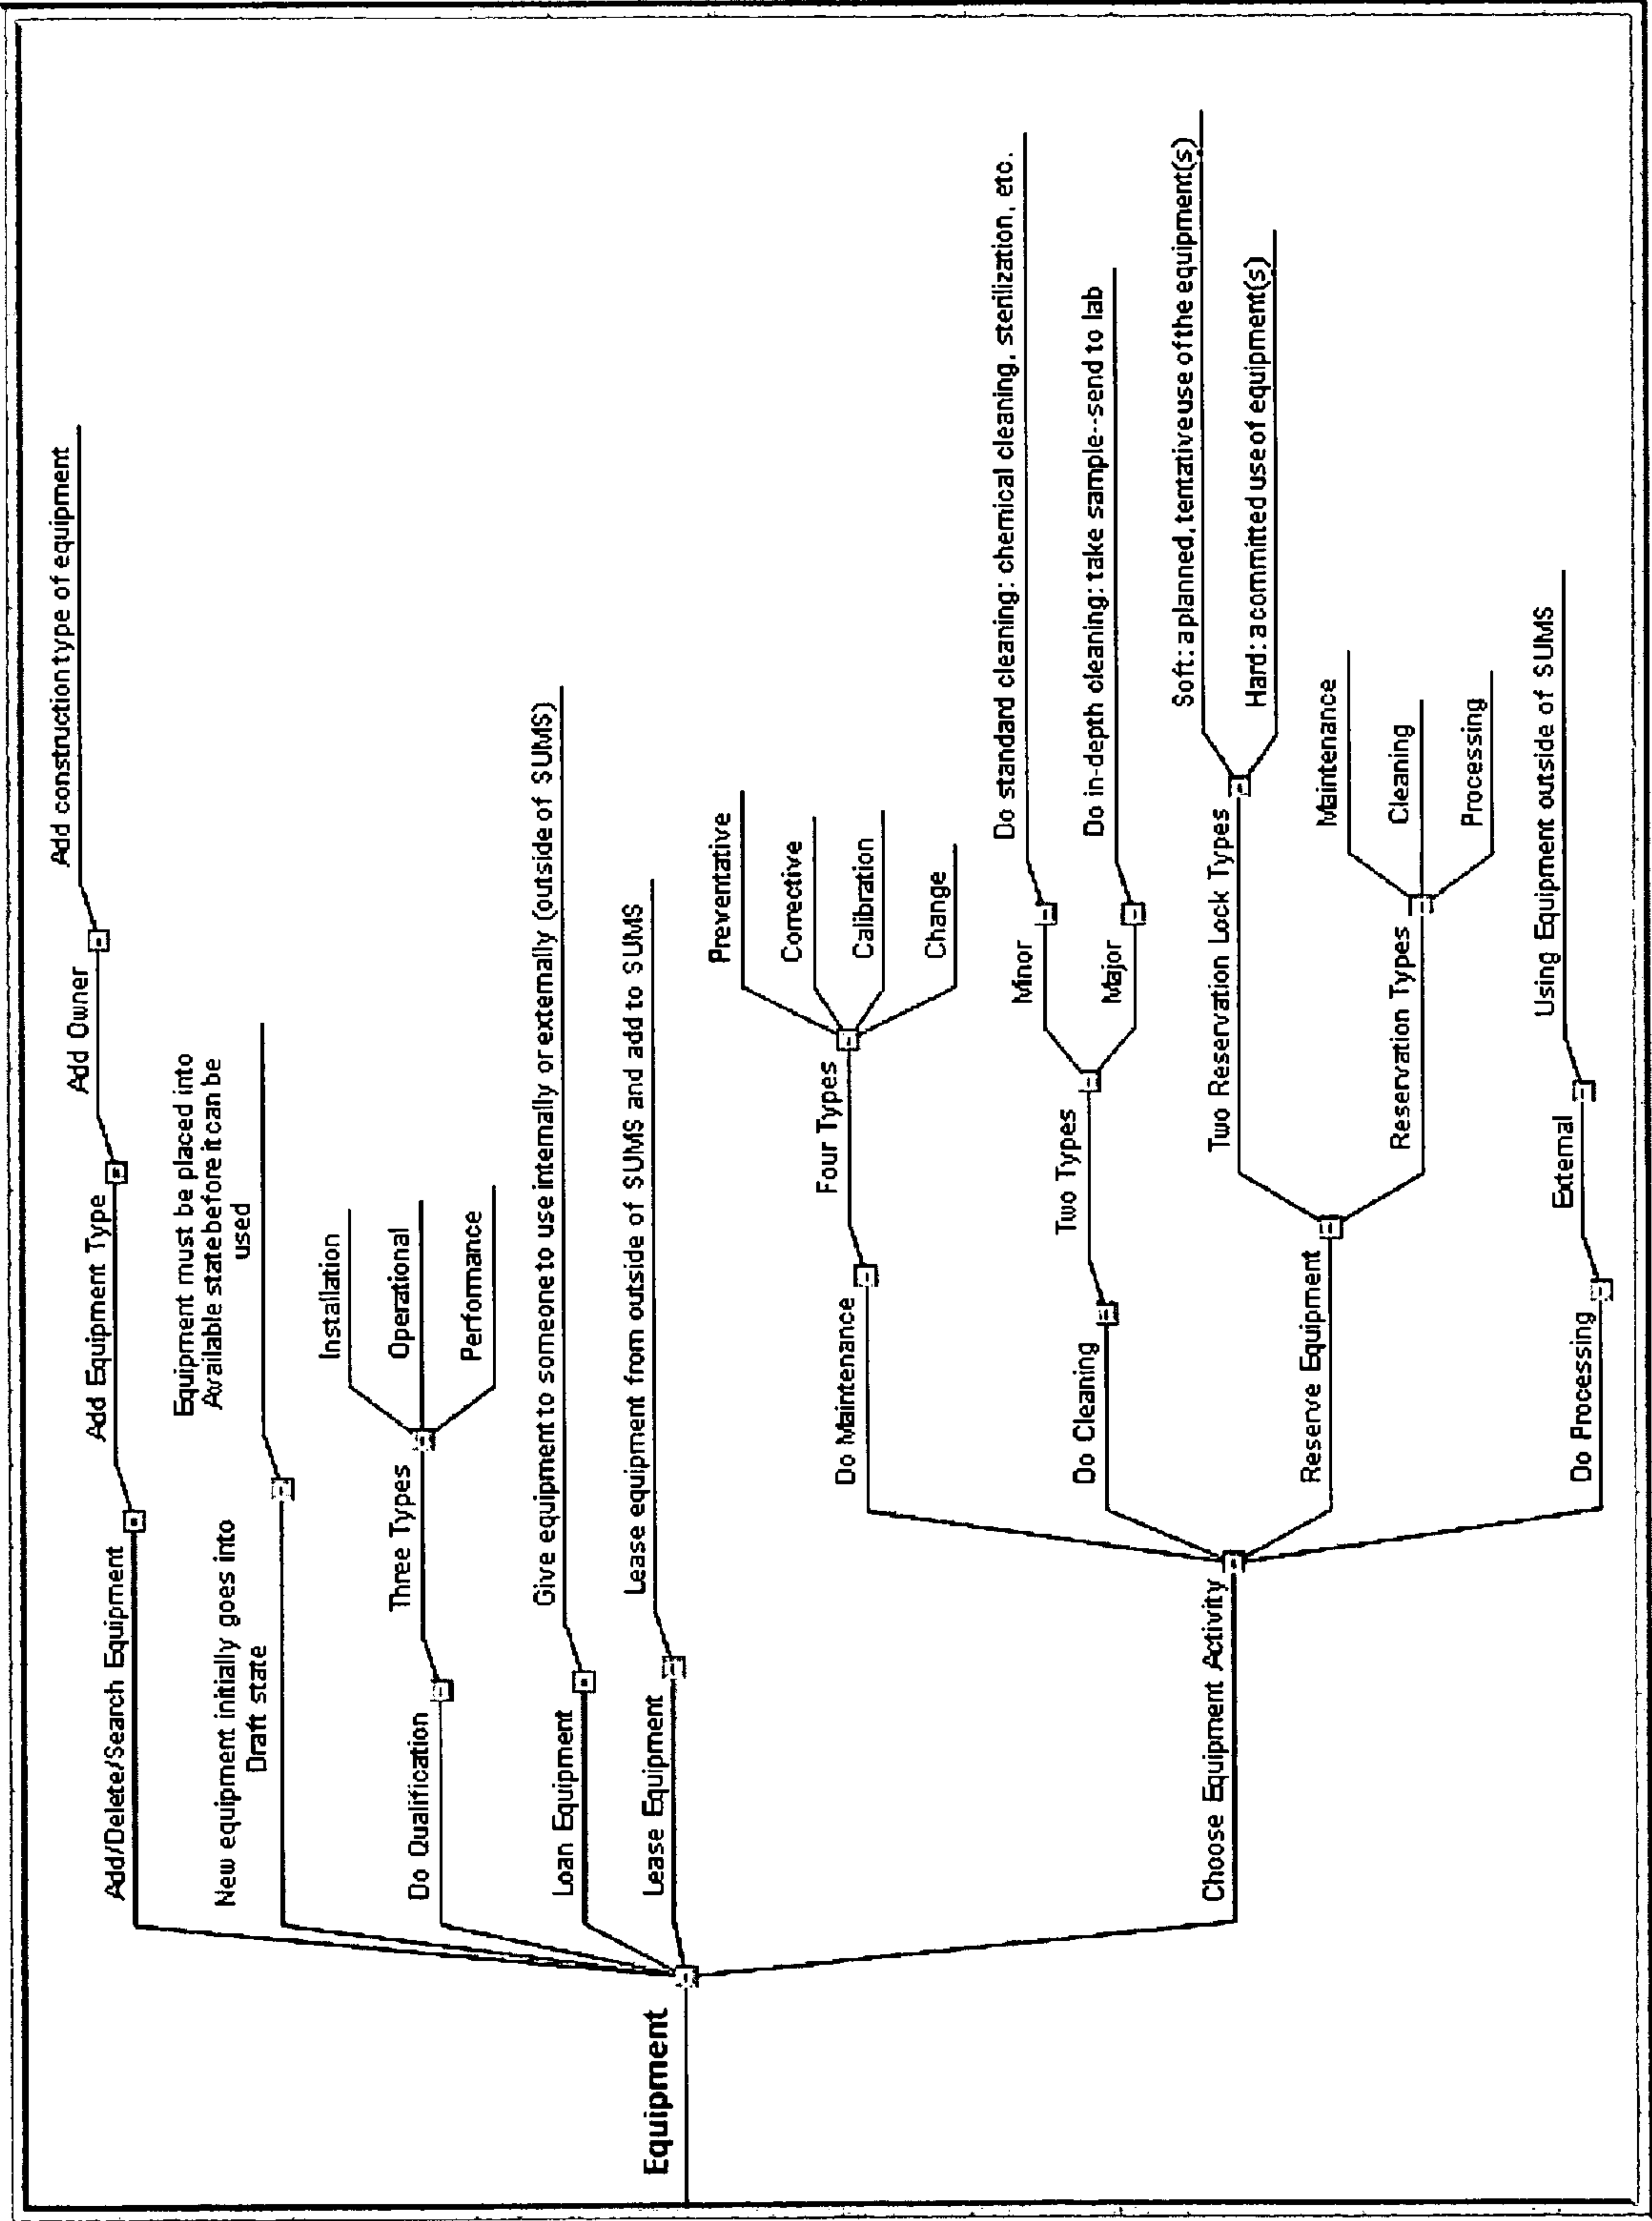 Equipment
Add/Delete/Search Equipment
Add Equipment Type
Add Owner
Add construction type of equipment
New equipment initially goes into
Draft state
Equipment must be placed into
Available state before it can be
used
Do Qualification
Three Types
Installation
Operational
Performance
Loan Equipment
Give equipment to someone to use internally or externally (outside of SUMS)
Lease Equipment
Lease equipment from outside of SUMS and add to SUMS
Choose Equipment Activity
Do Maintenance
Four Types
Preventative
Corrective
Calibration
Change
Do Cleaning
Two Types
Minor
Do standard cleaning: chemical cleaning, sterilization, etc.
Major
Do in-depth cleaning: take sample--send to lab
Reserve Equipment
Two Reservation Lock Types
Soft: a planned, tentative use of the equipment(s)
Hard: a committed use of equipment(s)
Reservation Types
Maintenance
Cleaning
Processing
Do Processing
External
Using Equipment outside of SUMS